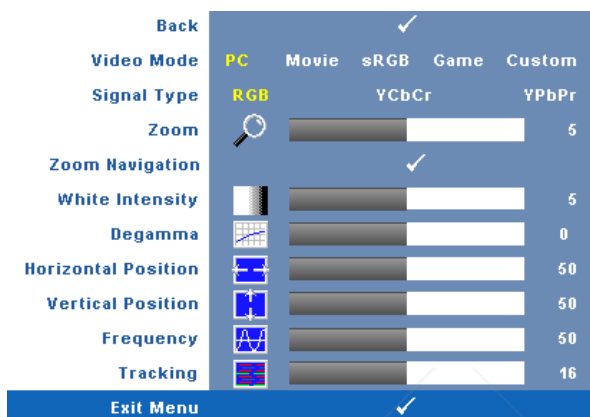 Back
Video Mode PC Movie sRGB Game Custom
Signal Type RGB YCbCr YPbPr
Zoom 5
Zoom Navigation
White Intensity 5
Degamma 0
Horizontal Position 50
Vertical Position 50
Frequency 50
Tracking 16
Exit Menu